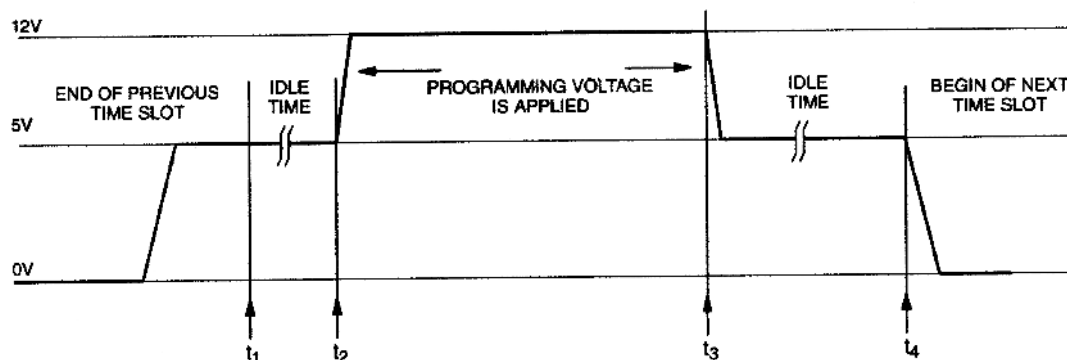 12V
END OF PREVIOUS
TIME SLOT
IDLE
TIME
PROGRAMMING VOLTAGE
IS APPLIED
IDLE
TIME
BEGIN OF NEXT
TIME SLOT
5V
0V
t1
t2
t3
t4